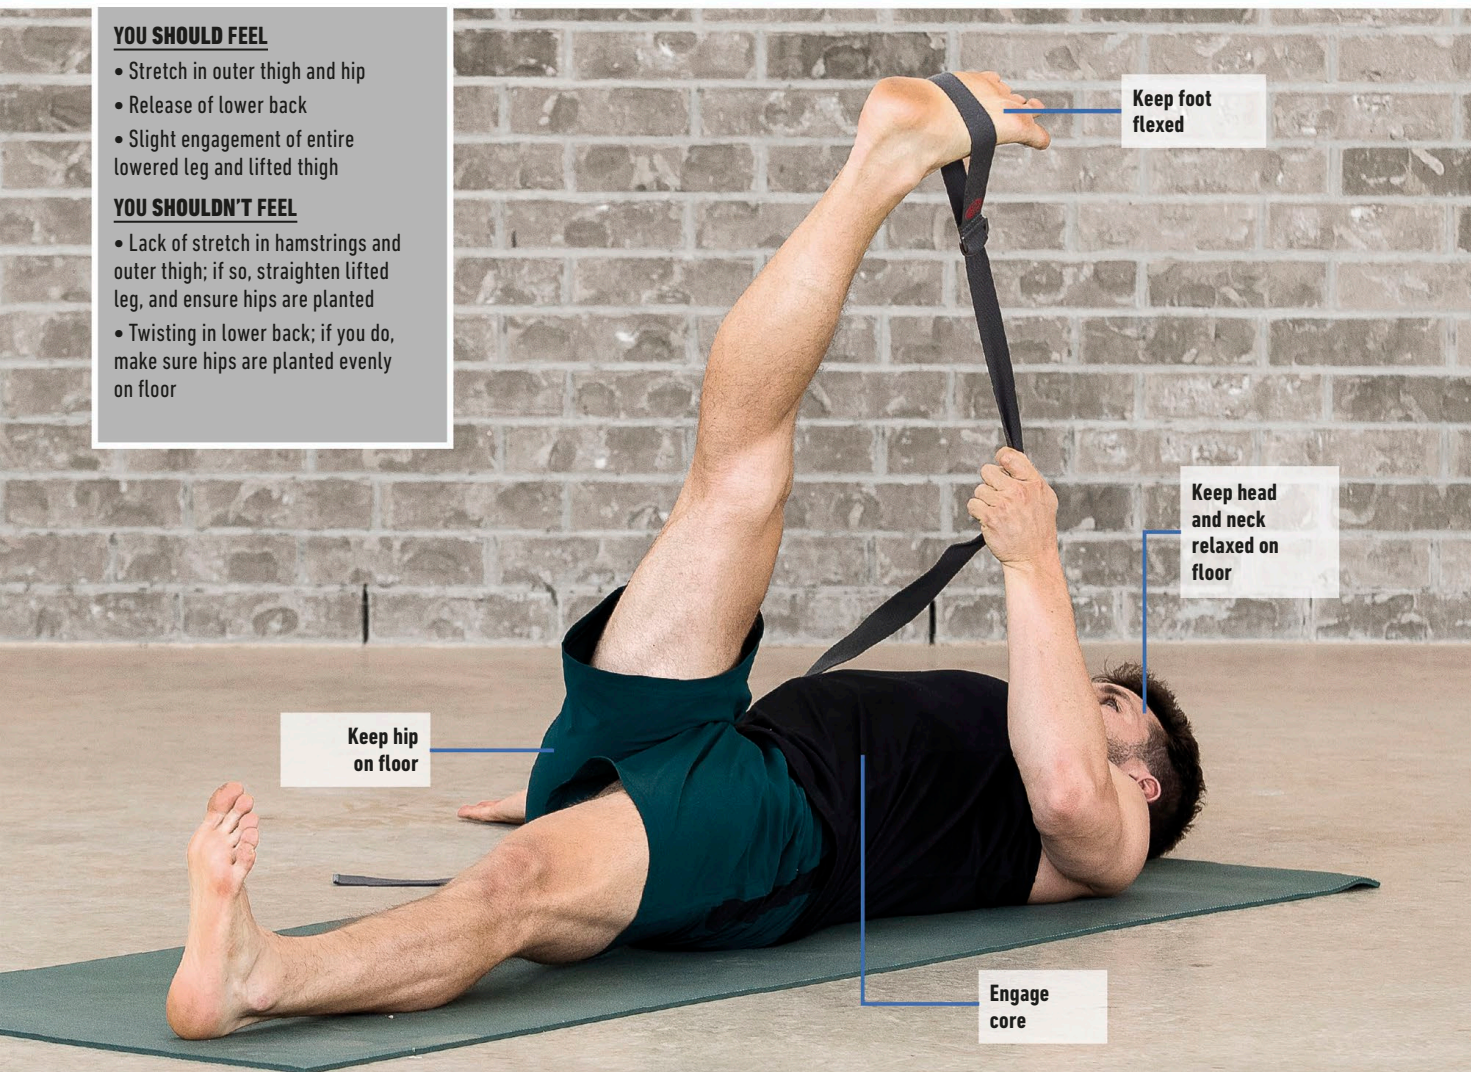 YOU SHOULD FEEL
• Stretch in outer thigh and hip
• Release of lower back
• Slight engagement of entire
lowered leg and lifted thigh
YOU SHOULDN'T FEEL
• Lack of stretch in hamstrings and
outer thigh; if so, straighten lifted
leg, and ensure hips are planted
• Twisting in lower back; if you do,
make sure hips are planted evenly
on floor
Keep foot
flexed
Keep head
and neck
relaxed on
floor
Keep hip
on floor
Engage
core